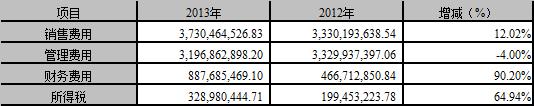 项目 2013年 2012年 增减（%）
销售费用 3,730,464,526.83 3,330,193,638.54 12.02%
管理费用 3,196,862,898.20 3,329,937,397.06 -4.00%
财务费用 887,685,469.10 466,712,850.84 90.20%
所得税 328,980,444.71 199,453,223.78 64.94%